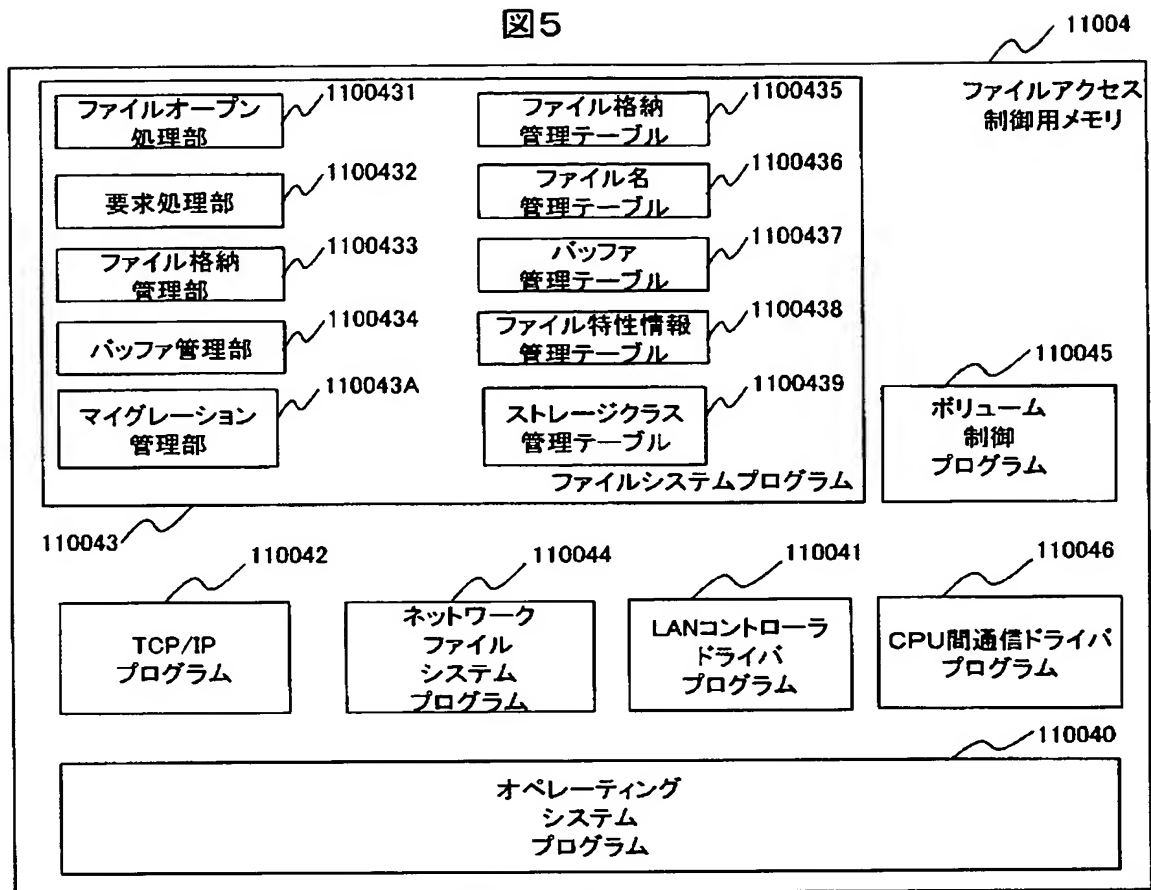 図5
11004
ファイルアクセス
制御用メモリ
ファイルオープン
処理部
1100431
ファイル格納
管理テーブル
1100435
要求処理部
1100432
ファイル名
管理テーブル
1100436
ファイル格納
管理部
1100433
バッファ
管理テーブル
1100437
バッファ管理部
1100434
ファイル特性情報
管理テーブル
1100438
マイグレーション
管理部
110043A
ストレージクラス
管理テーブル
1100439
ファイルシステムプログラム
110043
ボリューム
制御
プログラム
110045
TCP/IP
プログラム
110042
ネットワーク
ファイル
システム
プログラム
110044
LANコントローラ
ドライバ
プログラム
110041
CPU間通信ドライバ
プログラム
110046
オペレーティング
システム
プログラム
110040